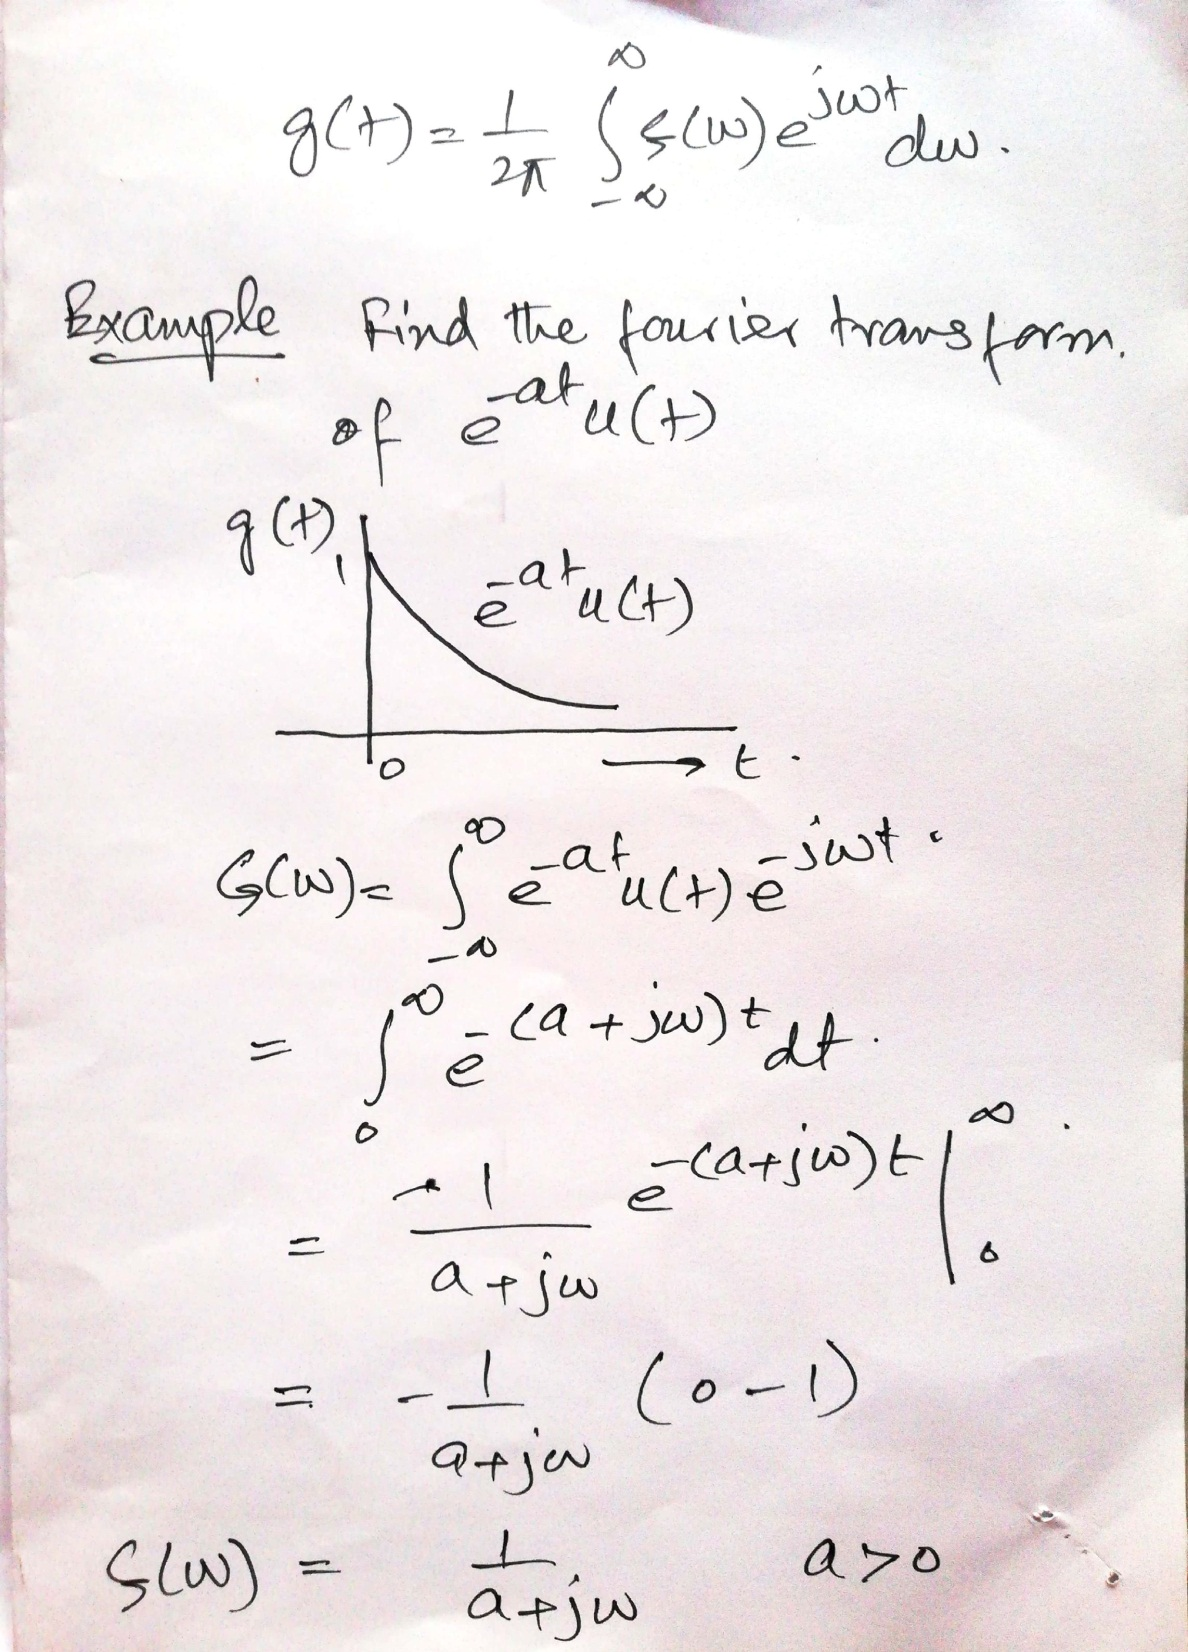 g(t) = 1/2π ∫_{-∞}^{∞} G(ω) e^{jωt} dω.
Example Find the fourier transform.
of e^{-at} u(t)
g(t)
1
e^{-at} u(t)
0 → t.
G(ω) = ∫_{-∞}^{∞} e^{-at} u(t) e^{-jωt}
= ∫_{0}^{∞} e^{-(a+jω)t} dt.
= -1/(a+jω) e^{-(a+jω)t} |_{0}^{∞}
= -1/(a+jω) (0-1)
G(ω) = 1/(a+jω) a>0